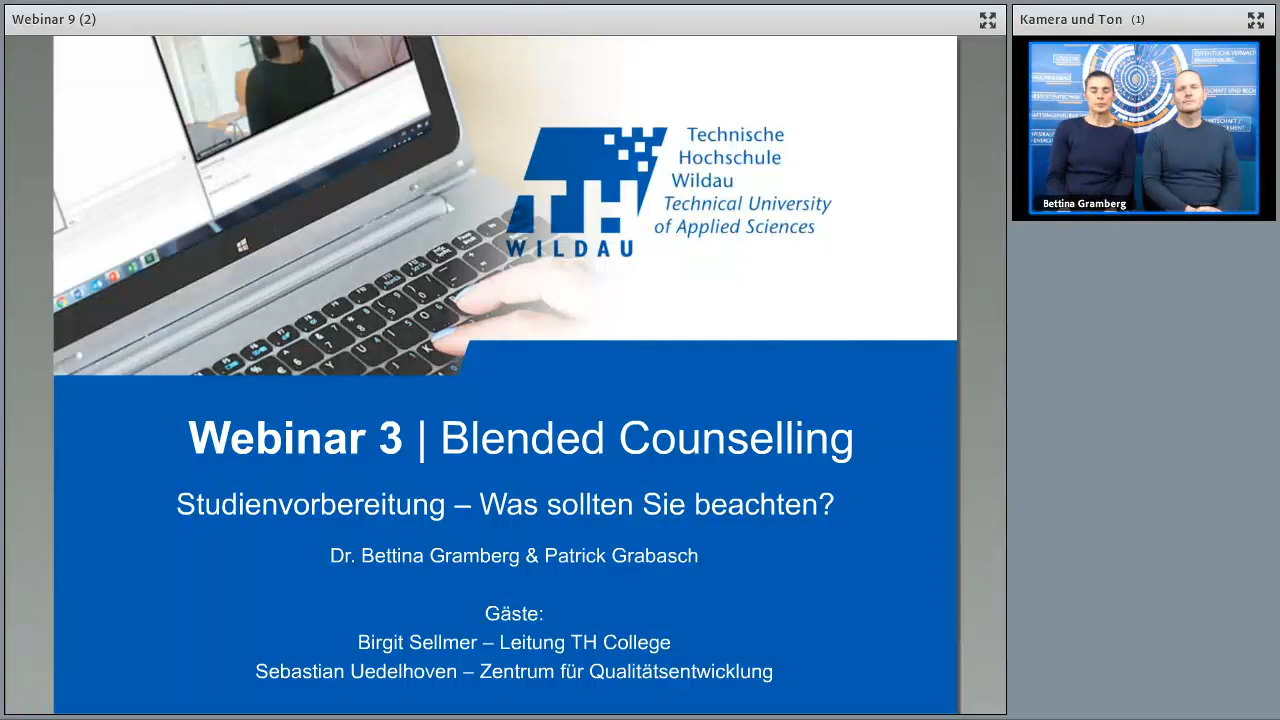 Webinar 9 (2)
Kamera und Ton (1)
Technische
Hochschule
Wildau
Technical University
of Applied Sciences
TH
WILDAU
Bettina Gramberg
Webinar 3 | Blended Counselling
Studienvorbereitung – Was sollten Sie beachten?
Dr. Bettina Gramberg & Patrick Grabasch
Gäste:
Birgit Sellmer – Leitung TH College
Sebastian Uedelhoven – Zentrum für Qualitätsentwicklung